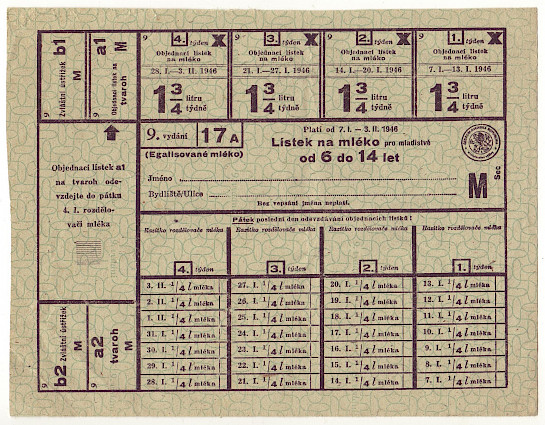 b1
Zvláštní ústřižek
M
9
a1
Objednací lístek na
tvaroh
M
9
9 4. týden X
Objednací lístek
na mléko
28. I.—3. II. 1946
1 3/4 litru
týdně
9 3. týden X
Objednací lístek
na mléko
21. I.—27. I. 1946
1 3/4 litru
týdně
9 2. týden X
Objednací lístek
na mléko
14. I.—20. I. 1946
1 3/4 litru
týdně
9 1. týden X
Objednací lístek
na mléko
7. I.—13. I. 1946
1 3/4 litru
týdně
Objednací lístek a1
na tvaroh ode-
vzdejte do pátku
4. I. rozdělo-
vači mléka
9. vydání 17A
(Egalisované mléko)
Platí od 7. I. - 3. II. 1946
Lístek na mléko pro mladistvé
od 6 do 14 let
M
Sec
Jméno
Bydliště/Ulice
Bez vepsání jména neplatí.
Pátek poslední den odevzdávání objednacích lístků!
Razítko rozdělovače mléka Razítko rozdělovače mléka Razítko rozdělovače mléka Razítko rozdělovače mléka
4. týden 3. týden 2. týden 1. týden
3. II. 1/4 l mléka 27. I. 1/4 l mléka 20. I. 1/4 l mléka 13. I. 1/4 l mléka
2. II. 1/4 l mléka 26. I. 1/4 l mléka 19. I. 1/4 l mléka 12. I. 1/4 l mléka
1. II. 1/4 l mléka 25. I. 1/4 l mléka 18. I. 1/4 l mléka 11. I. 1/4 l mléka
31. I. 1/4 l mléka 24. I. 1/4 l mléka 17. I. 1/4 l mléka 10. I. 1/4 l mléka
30. I. 1/4 l mléka 23. I. 1/4 l mléka 16. I. 1/4 l mléka 9. I. 1/4 l mléka
29. I. 1/4 l mléka 22. I. 1/4 l mléka 15. I. 1/4 l mléka 8. I. 1/4 l mléka
28. I. 1/4 l mléka 21. I. 1/4 l mléka 14. I. 1/4 l mléka 7. I. 1/4 l mléka
b2
Zvláštní ústřižek
M
9
a2
tvaroh
M
9